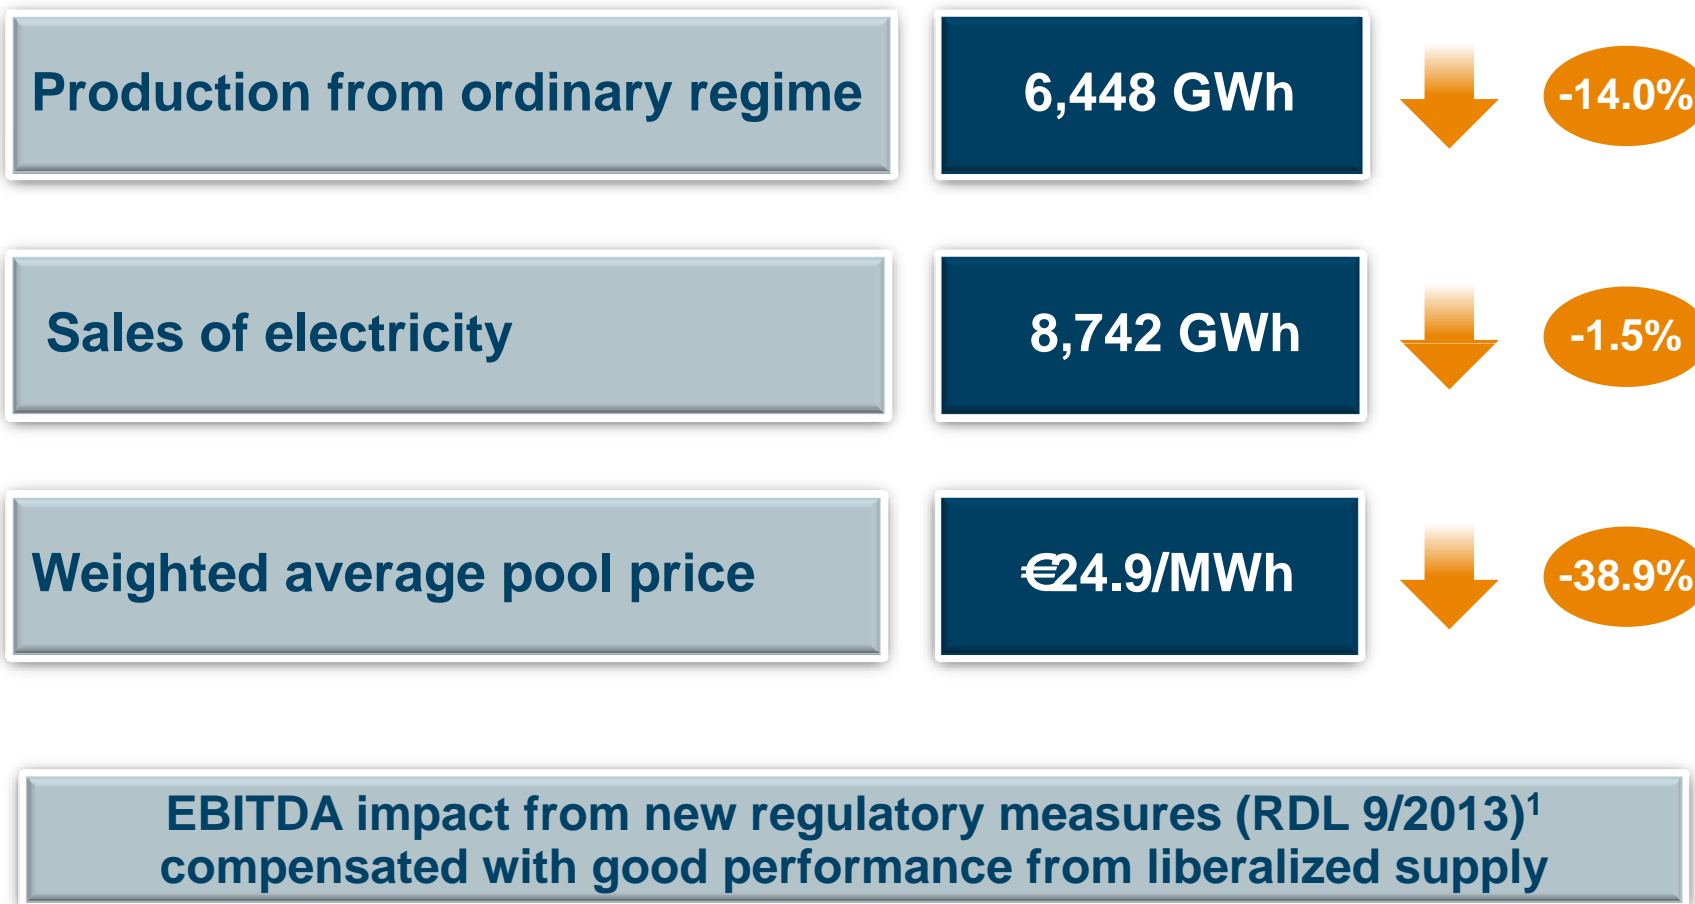 Production from ordinary regime
6,448 GWh
-14.0%
Sales of electricity
8,742 GWh
-1.5%
Weighted average pool price
€24.9/MWh
-38.9%
EBITDA impact from new regulatory measures (RDL 9/2013)¹
compensated with good performance from liberalized supply